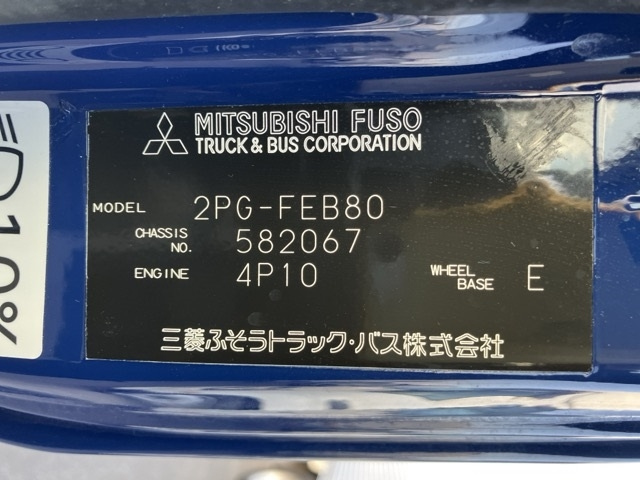 MITSUBISHI FUSO
TRUCK & BUS CORPORATION
MODEL 2PG-FEB80
CHASSIS NO. 582067
ENGINE 4P10 WHEEL BASE E
三菱ふそうトラック・バス株式会社
10%